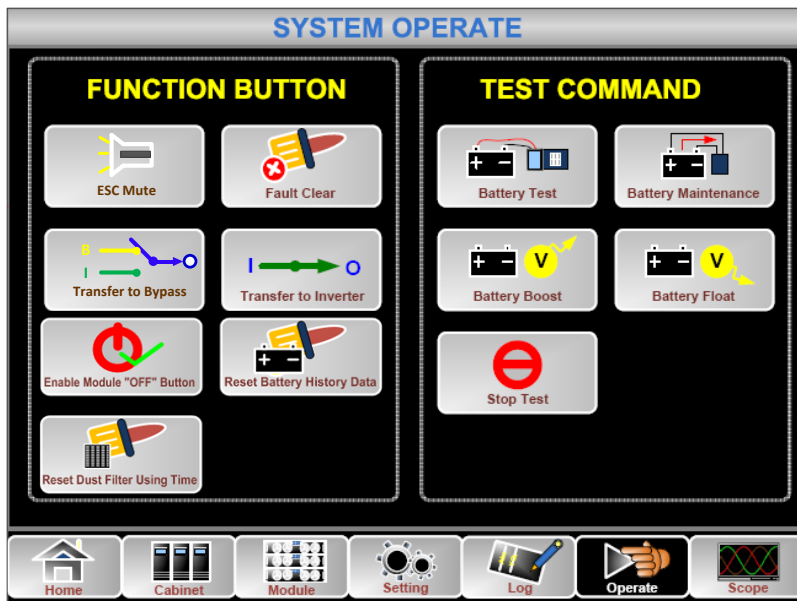 SYSTEM OPERATE
FUNCTION BUTTON
ESC Mute
Fault Clear
B
I
Transfer to Bypass
I O
Transfer to Inverter
Enable Module "OFF" Button
Reset Battery History Data
Reset Dust Filter Using Time
TEST COMMAND
Battery Test
Battery Maintenance
V
Battery Boost
V
Battery Float
Stop Test
Home
Cabinet
Module
Setting
Log
Operate
Scope